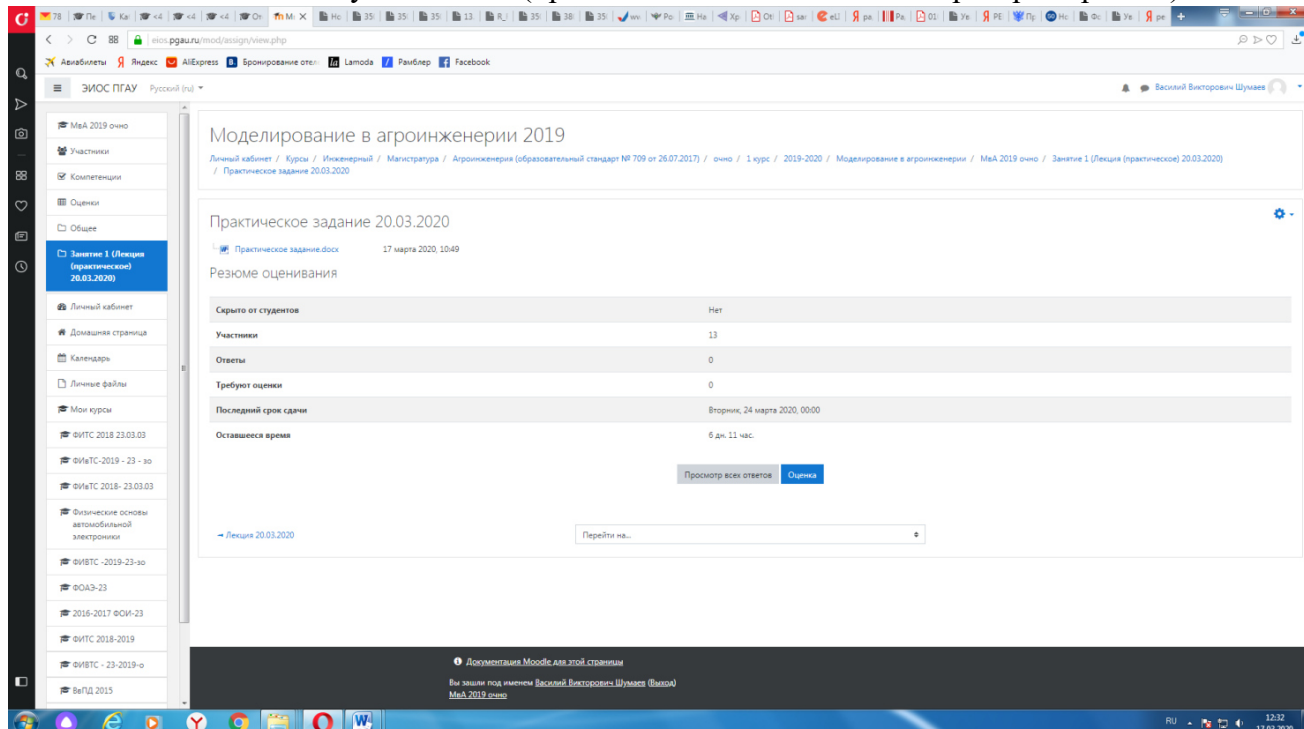 eios.pgau.ru/mod/assign/view.php
Авиабилеты Яндекс AliExpress Бронирование отеле Lamoda Рамблер Facebook
ЭИОС ПГАУ Русский (ru)
Василий Викторович Шумаев
МвА 2019 очно
Участники
Компетенции
Оценки
Общее
Занятие 1 (Лекция
(практическое)
20.03.2020)
Личный кабинет
Домашняя страница
Календарь
Личные файлы
Мои курсы
ФИТС 2018 23.03.03
ФИвТС-2019 - 23 - зо
ФИвТС 2018- 23.03.03
Физические основы
автомобильной
электроники
ФИВТС -2019-23-зо
ФОАЭ-23
2016-2017 ФОИ-23
ФИТС 2018-2019
ФИВТС - 23-2019-о
ВвПД 2015
Моделирование в агроинженерии 2019
Личный кабинет / Курсы / Инженерный / Магистратура / Агроинженерия (образовательный стандарт № 709 от 26.07.2017) / очно / 1 курс / 2019-2020 / Моделирование в агроинженерии / МвА 2019 очно / Занятие 1 (Лекция (практическое) 20.03.2020)
/ Практическое задание 20.03.2020
Практическое задание 20.03.2020
Практическое задание.docx 17 марта 2020, 10:49
Резюме оценивания
Скрыто от студентов Нет
Участники 13
Ответы 0
Требуют оценки 0
Последний срок сдачи Вторник, 24 марта 2020, 00:00
Оставшееся время 6 дн. 11 час.
Просмотр всех ответов Оценка
→ Лекция 20.03.2020 Перейти на...
Документация Moodle для этой страницы
Вы зашли под именем Василий Викторович Шумаев (Выход)
МвА 2019 очно
RU 12:32
17.03.2020